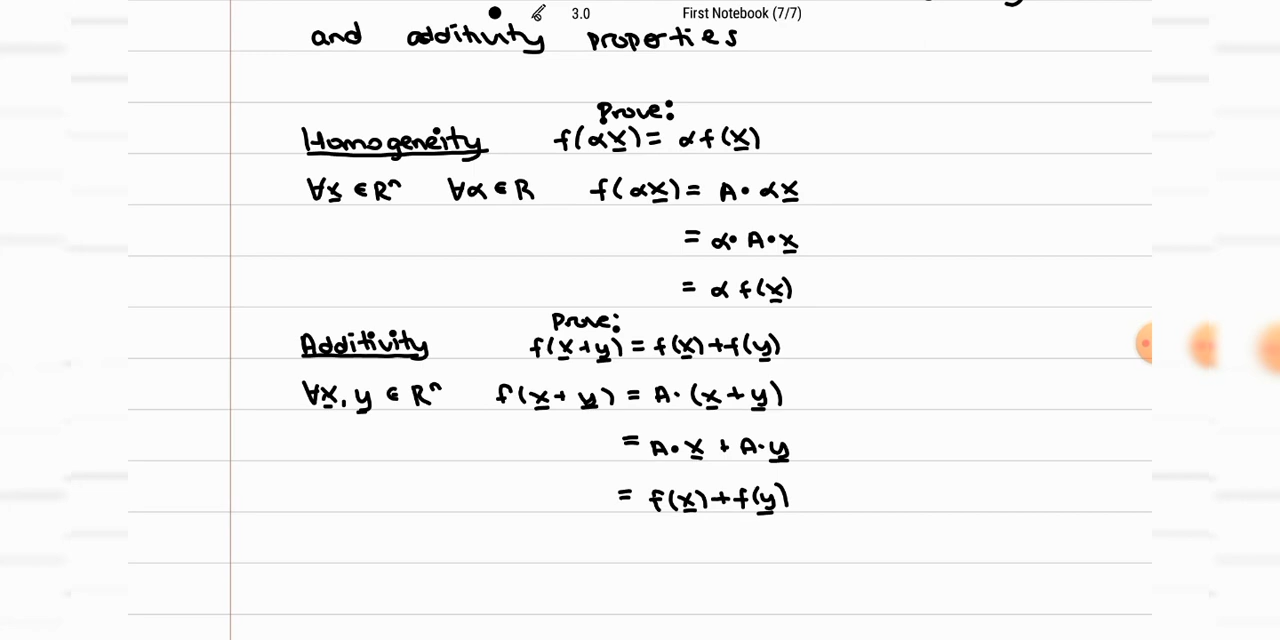 3.0 First Notebook (7/7)
and additivity properties
Prove:
Homogeneity f(αx) = αf(x)
∀x ∈ Rⁿ ∀α ∈ R f(αx) = A • αx
= α• A • x
= α f(x)
Prove:
Additivity f(x+y) = f(x)+f(y)
∀x, y ∈ Rⁿ f(x+y) = A · (x+y)
= A • x + A · y
= f(x)+f(y)